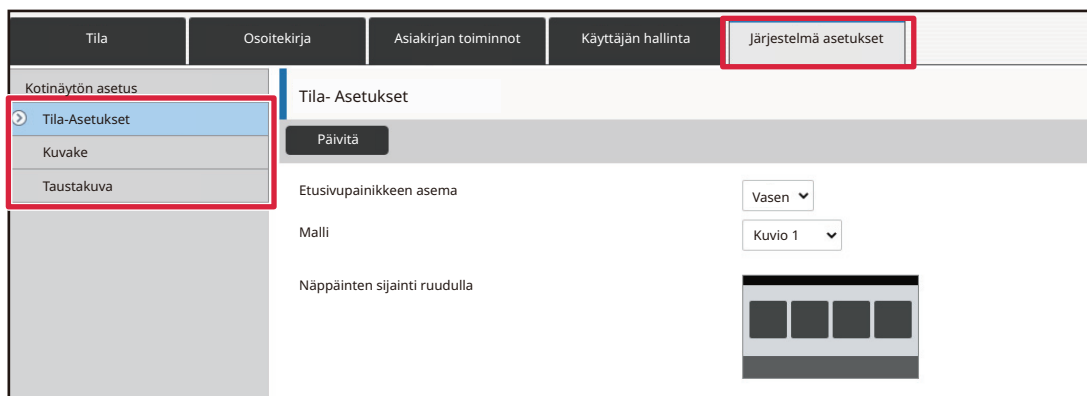 Tila
Osoitekirja
Asiakirjan toiminnot
Käyttäjän hallinta
Järjestelmä asetukset
Kotinäytön asetus
Tila-Asetukset
Kuvake
Taustakuva
Tila- Asetukset
Päivitä
Etusivupainikkeen asema
Vasen
Malli
Kuvio 1
Näppäinten sijainti ruudulla